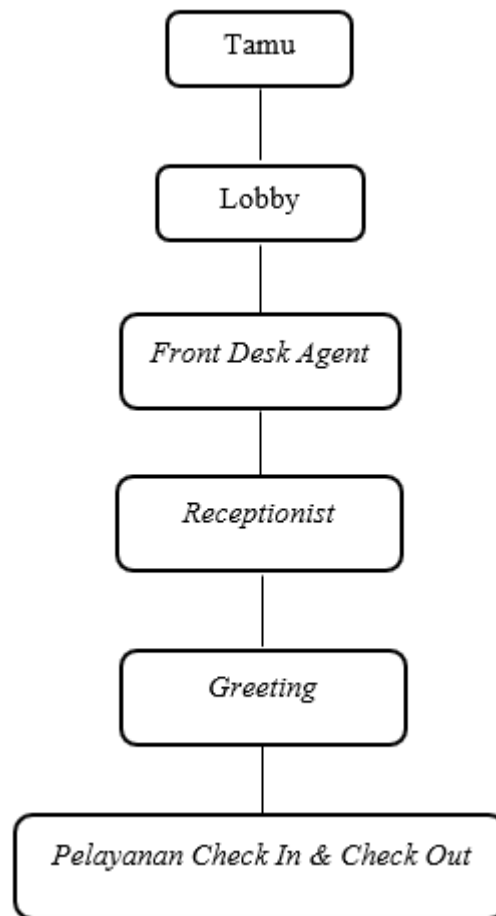 Tamu
Lobby
Front Desk Agent
Receptionist
Greeting
Pelayanan Check In & Check Out